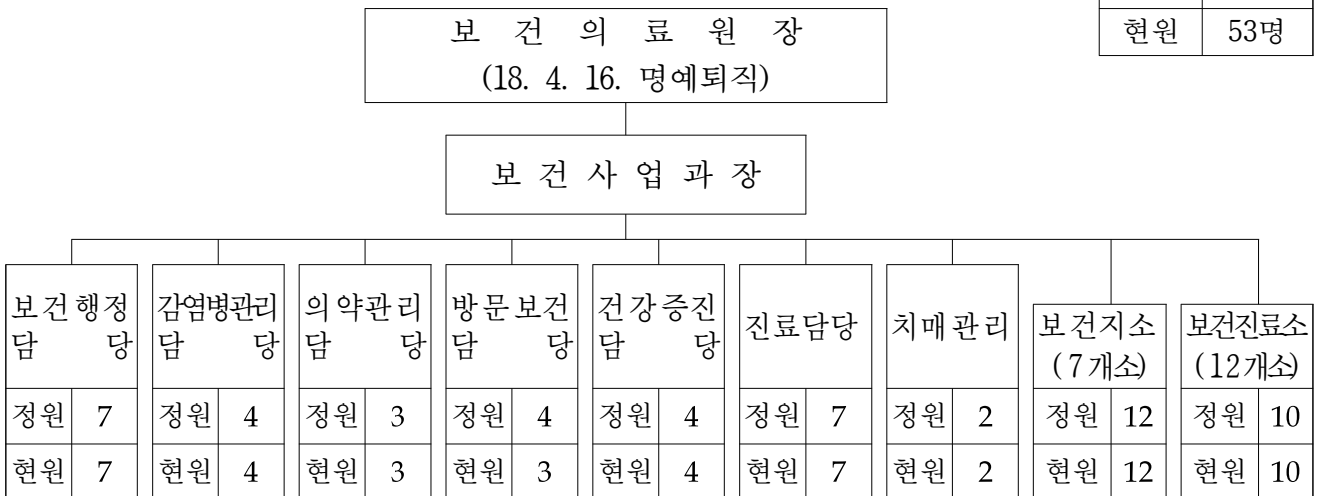 현원 53명
보 건 의 료 원 장
(18. 4. 16. 명예퇴직)
보 건 사 업 과 장
보건행정 감염병관리 의약관리 방문보건 건강증진 진료담당 치매관리 보건지소 보건진료소
담 당 담 당 담 당 담 당 담 당 (7개소) (12개소)
정원 7 정원 4 정원 3 정원 4 정원 4 정원 7 정원 2 정원 12 정원 10
현원 7 현원 4 현원 3 현원 3 현원 4 현원 7 현원 2 현원 12 현원 10